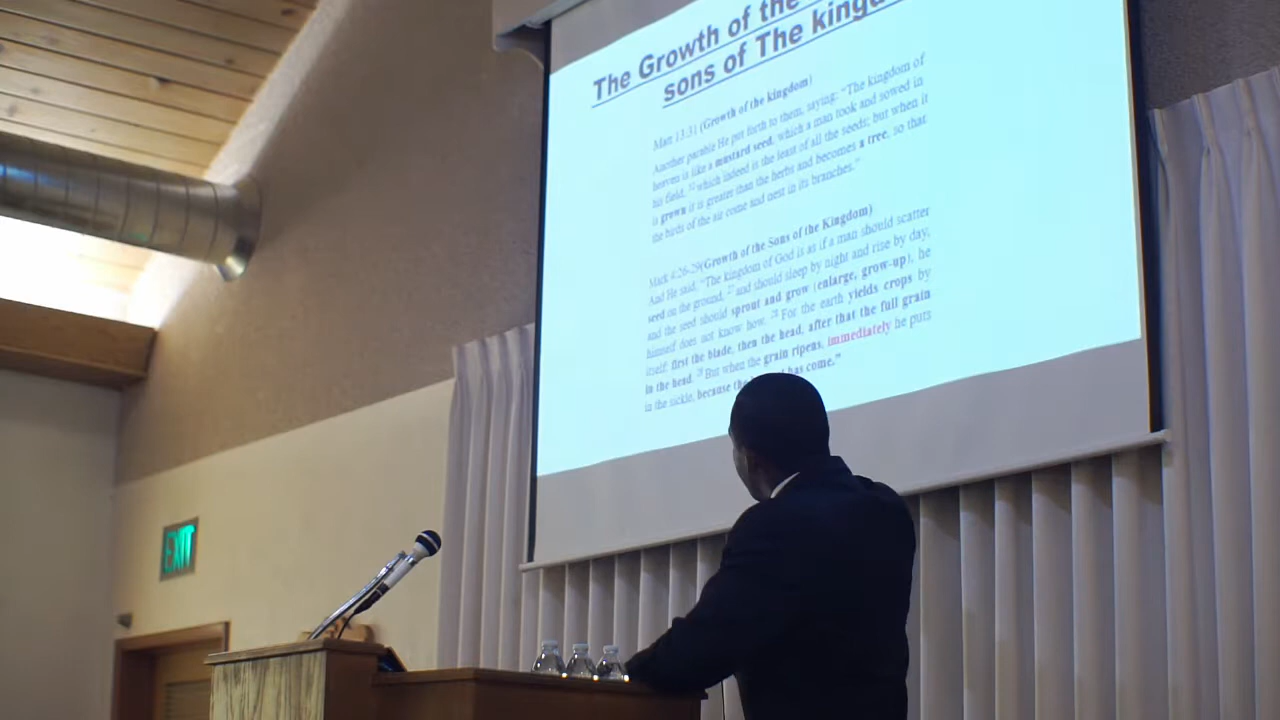 The Growth of the
sons of The kingd
Matt 13:31 (Growth of the kingdom)
Another parable He put forth to them, saying: "The kingdom of
heaven is like a mustard seed, which a man took and sowed in
his field, 32 which indeed is the least of all the seeds; but when it
is grown it is greater than the herbs and becomes a tree, so that
the birds of the air come and nest in its branches."
Mark 4:26-29(Growth of the Sons of the Kingdom)
And He said, "The kingdom of God is as if a man should scatter
seed on the ground, 27 and should sleep by night and rise by day,
and the seed should sprout and grow (enlarge, grow-up), he
himself does not know how. 28 For the earth yields crops by
itself: first the blade, then the head, after that the full grain
in the head. 29 But when the grain ripens, immediately he puts
in the sickle, because the has come."
EXIT